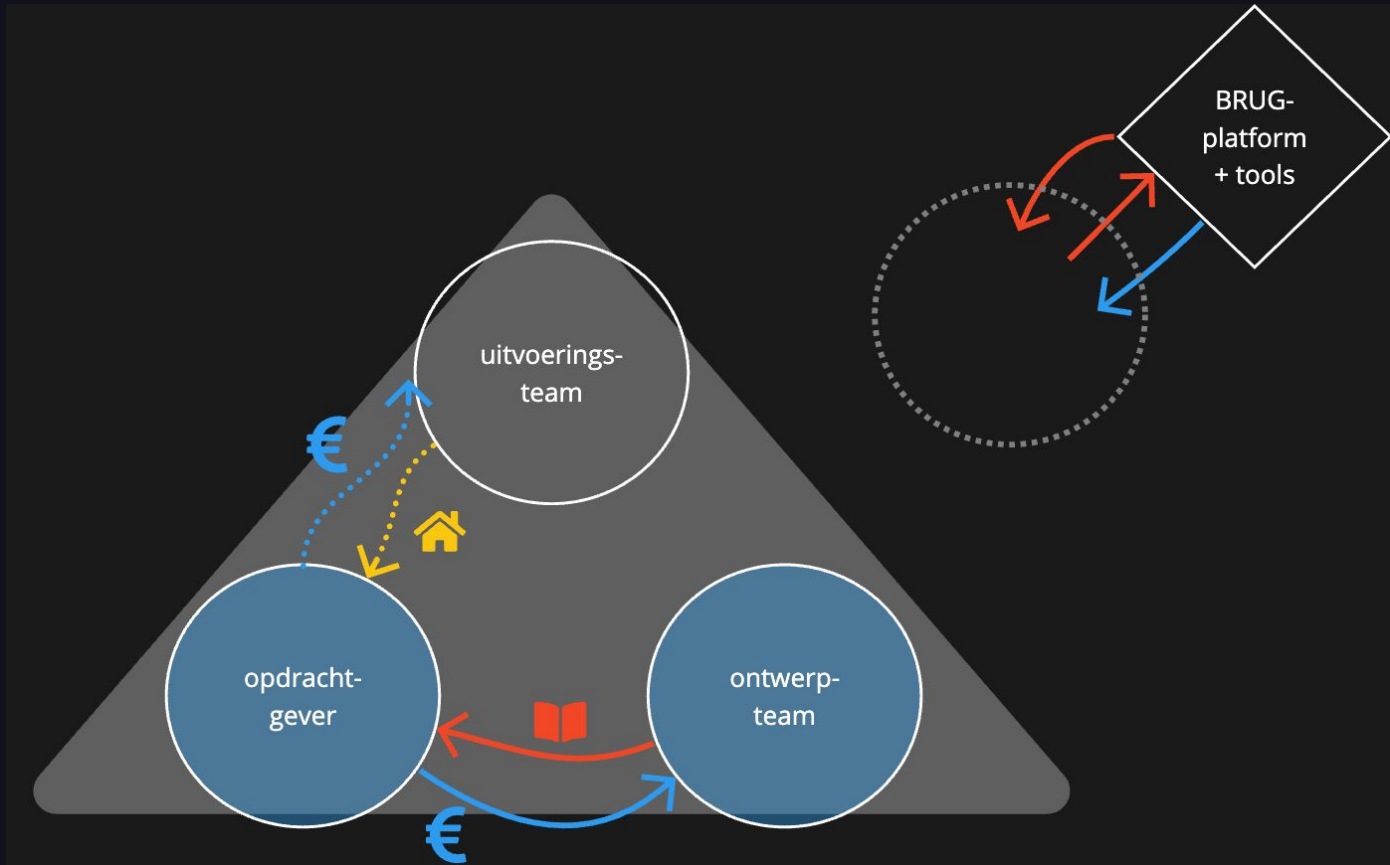 BRUG-
platform
+ tools
uitvoerings-
team
€
opdracht-
gever
ontwerp-
team
€